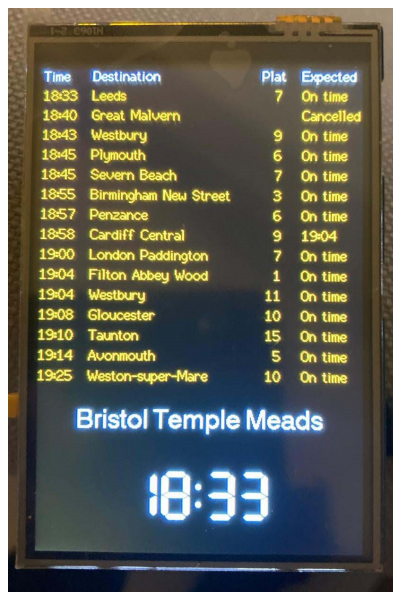 Time Destination Plat Expected
18:33 Leeds 7 On time
18:40 Great Malvern Cancelled
18:43 Westbury 9 On time
18:45 Plymouth 6 On time
18:45 Severn Beach 7 On time
18:55 Birmingham New Street 3 On time
18:57 Penzance 6 On time
18:58 Cardiff Central 9 19:04
19:00 London Paddington 7 On time
19:04 Filton Abbey Wood 1 On time
19:04 Westbury 11 On time
19:08 Gloucester 10 On time
19:10 Taunton 15 On time
19:14 Avonmouth 5 On time
19:25 Weston-super-Mare 10 On time
Bristol Temple Meads
18:33